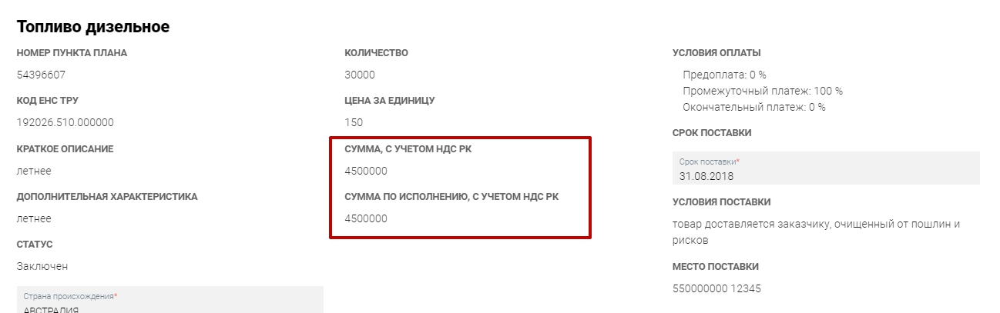 Топливо дизельное
НОМЕР ПУНКТА ПЛАНА
54396607
КОД ЕНС ТРУ
192026.510.000000
КРАТКОЕ ОПИСАНИЕ
летнее
ДОПОЛНИТЕЛЬНАЯ ХАРАКТЕРИСТИКА
летнее
СТАТУС
Заключен
Страна происхождения*
АВСТРАЛИЯ
КОЛИЧЕСТВО
30000
ЦЕНА ЗА ЕДИНИЦУ
150
СУММА, С УЧЕТОМ НДС РК
4500000
СУММА ПО ИСПОЛНЕНИЮ, С УЧЕТОМ НДС РК
4500000
УСЛОВИЯ ОПЛАТЫ
Предоплата: 0 %
Промежуточный платеж: 100 %
Окончательный платеж: 0 %
СРОК ПОСТАВКИ
Срок поставки*
31.08.2018
УСЛОВИЯ ПОСТАВКИ
товар доставляется заказчику, очищенный от пошлин и
рисков
МЕСТО ПОСТАВКИ
550000000 12345